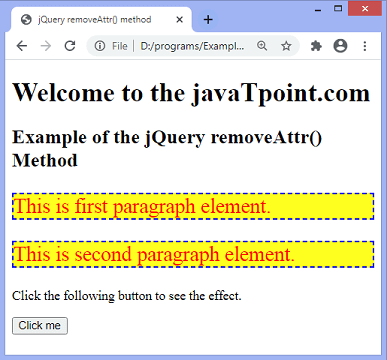 jQuery removeAttr() method
File | D:/programs/Exampl...
Welcome to the javaTpoint.com
Example of the jQuery removeAttr()
Method
This is first paragraph element.
This is second paragraph element.
Click the following button to see the effect.
Click me